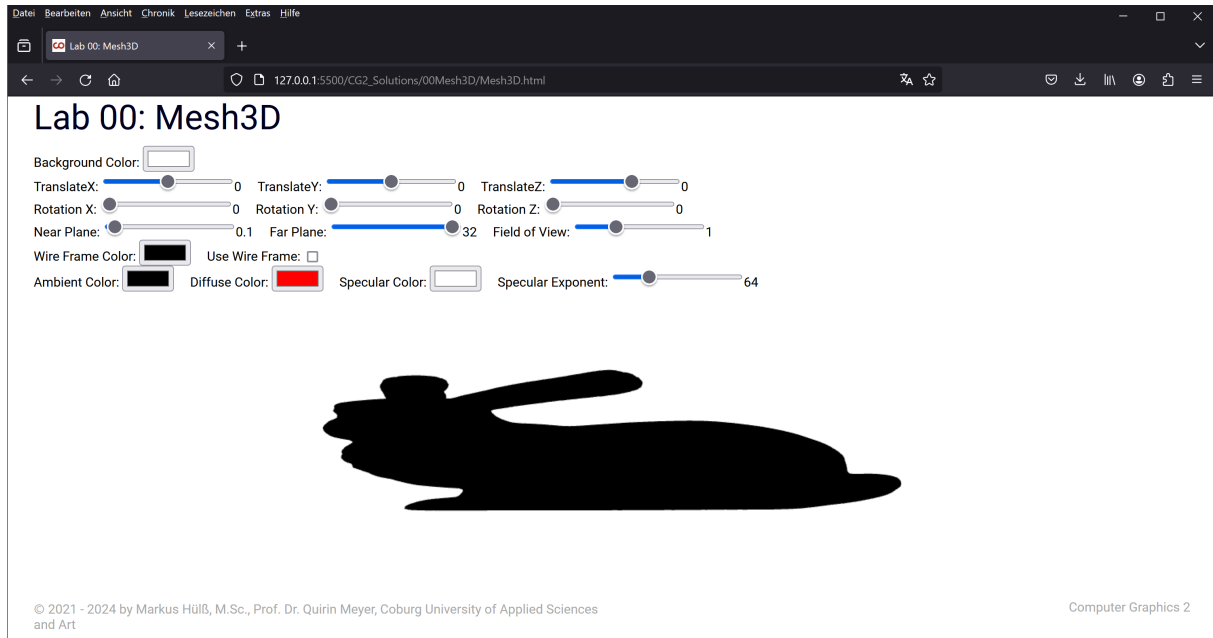 Datei Bearbeiten Ansicht Chronik Lesezeichen Extras Hilfe
Lab 00: Mesh3D
127.0.0.1:5500/CG2_Solutions/00Mesh3D/Mesh3D.html
Lab 00: Mesh3D
Background Color:
TranslateX: 0 TranslateY: 0 TranslateZ: 0
Rotation X: 0 Rotation Y: 0 Rotation Z: 0
Near Plane: 0.1 Far Plane: 32 Field of View: 1
Wire Frame Color: Use Wire Frame:
Ambient Color: Diffuse Color: Specular Color: Specular Exponent: 64
© 2021 - 2024 by Markus Hülß, M.Sc., Prof. Dr. Quirin Meyer, Coburg University of Applied Sciences
and Art
Computer Graphics 2